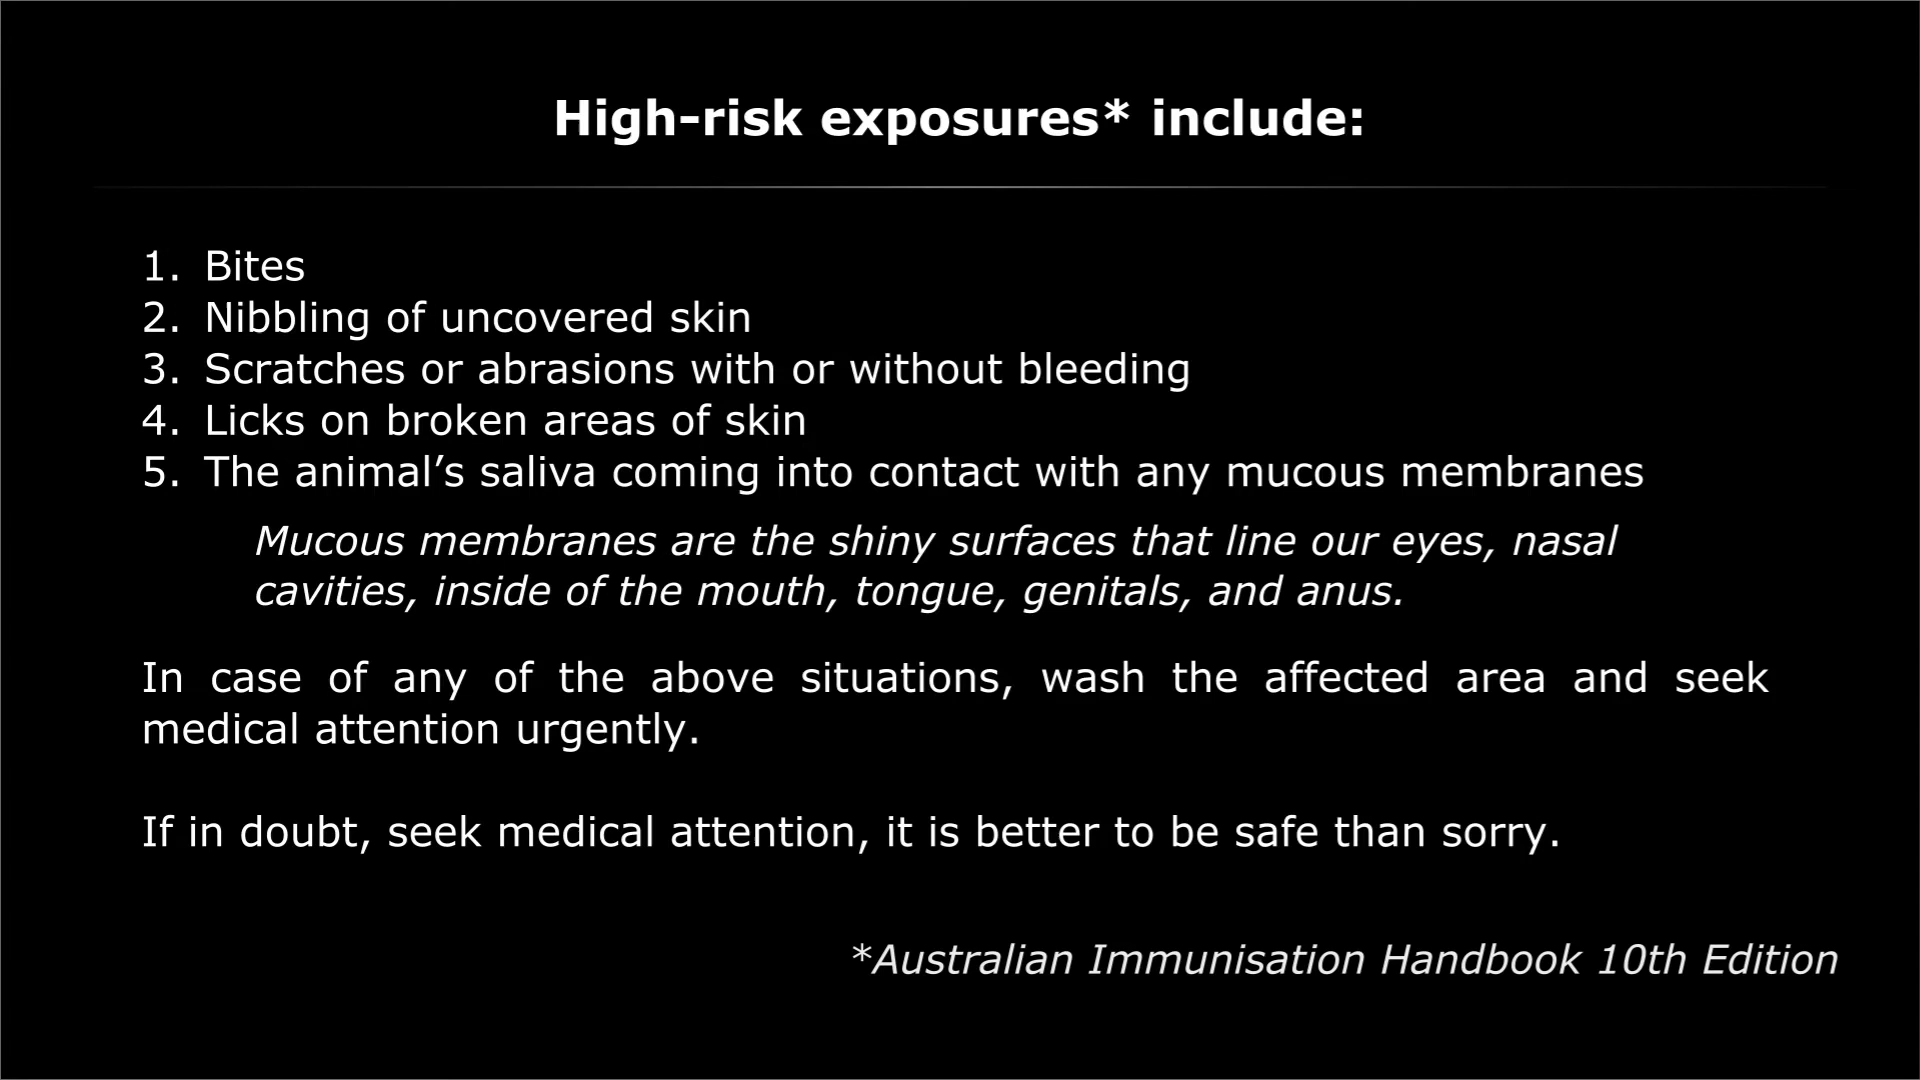 High-risk exposures* include:
1. Bites
2. Nibbling of uncovered skin
3. Scratches or abrasions with or without bleeding
4. Licks on broken areas of skin
5. The animal’s saliva coming into contact with any mucous membranes
Mucous membranes are the shiny surfaces that line our eyes, nasal
cavities, inside of the mouth, tongue, genitals, and anus.
In case of any of the above situations, wash the affected area and seek
medical attention urgently.
If in doubt, seek medical attention, it is better to be safe than sorry.
*Australian Immunisation Handbook 10th Edition